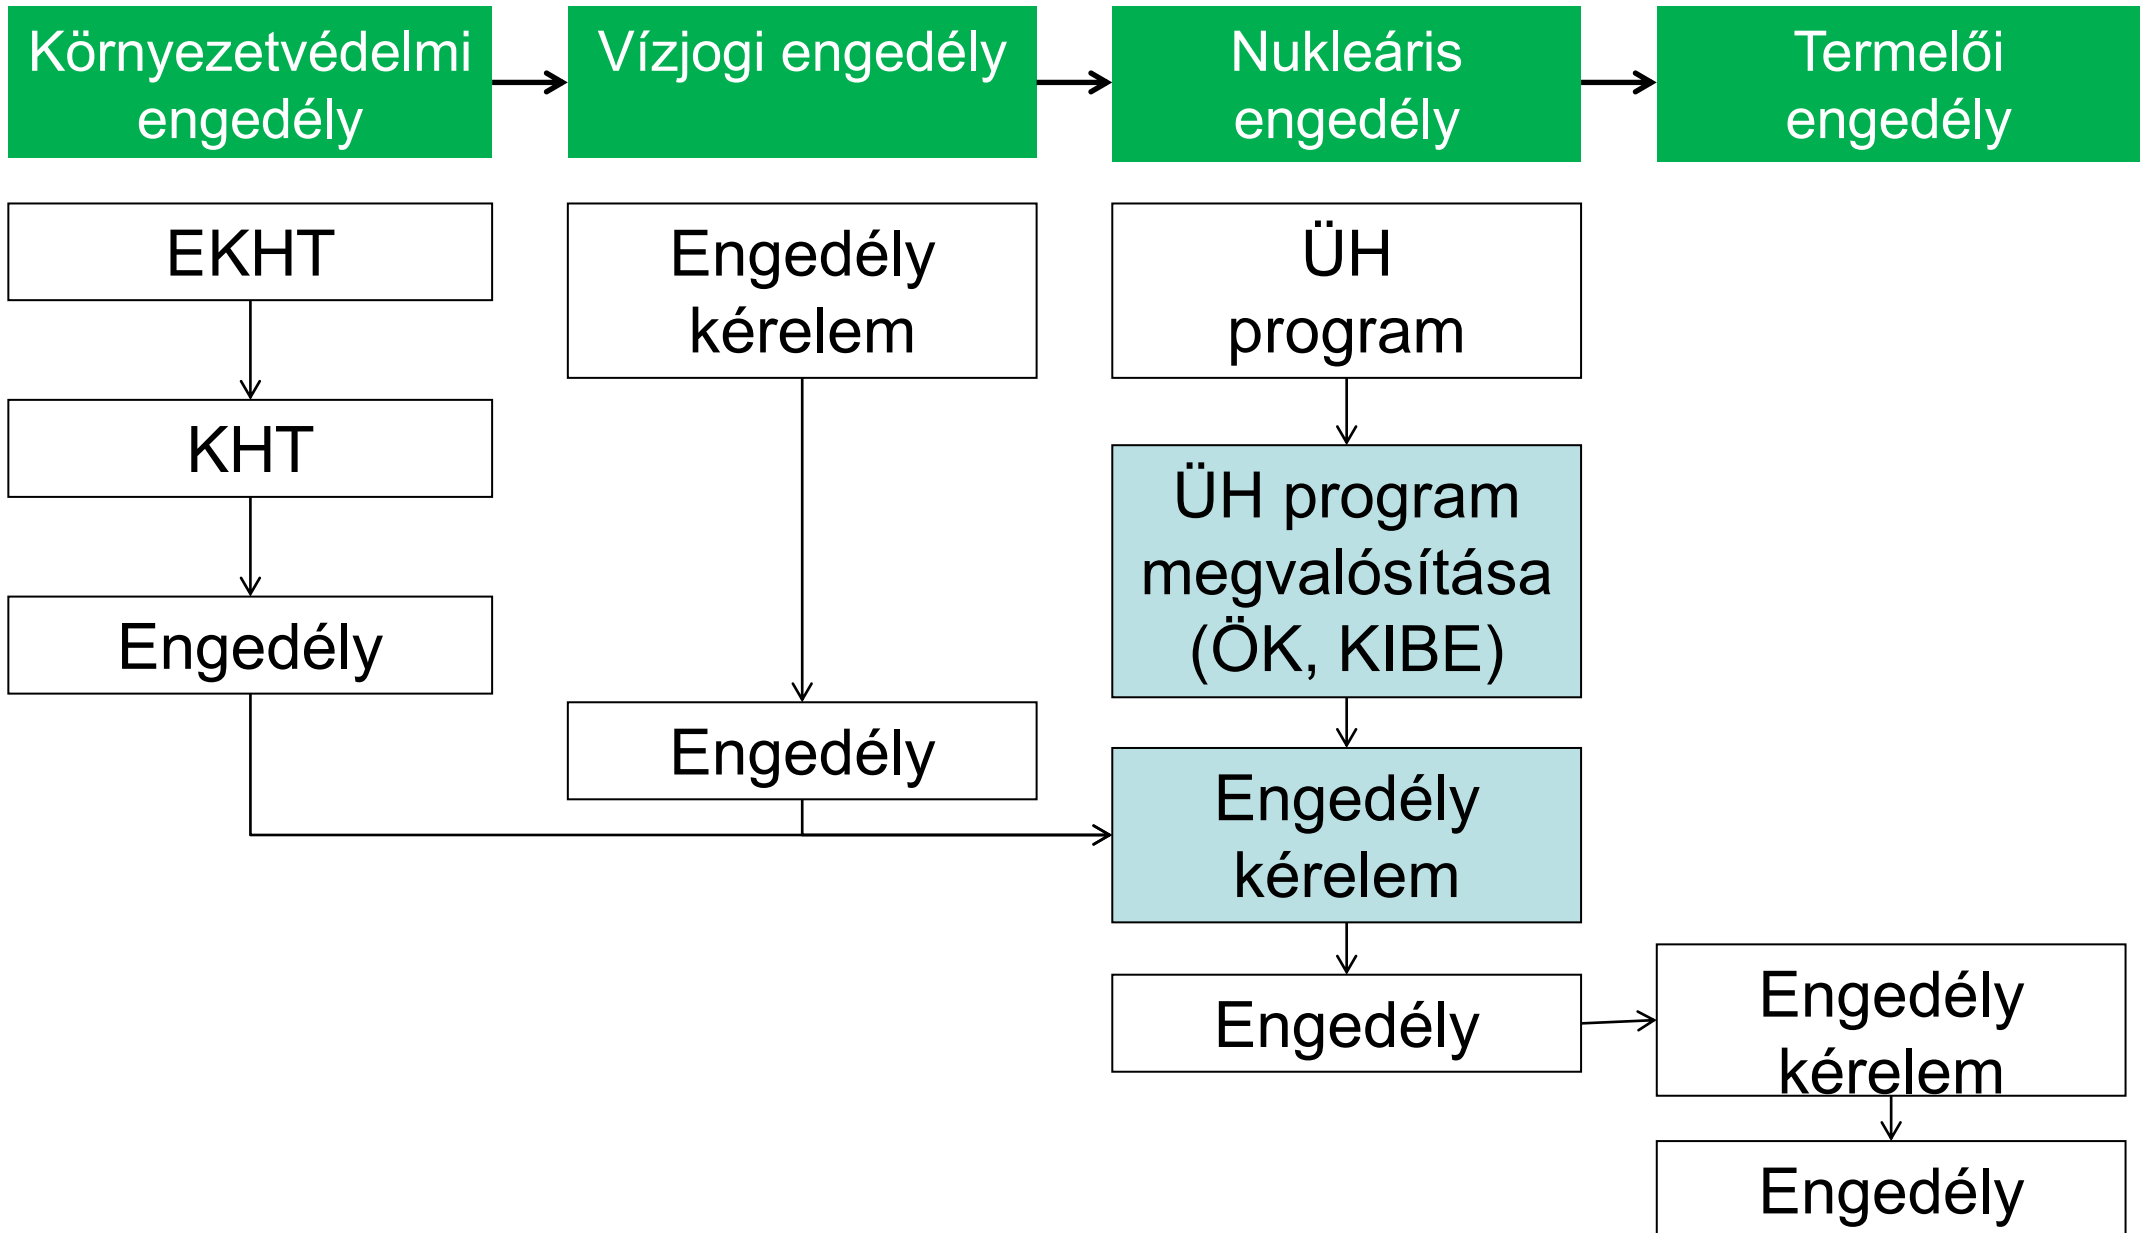 Környezetvédelmi
engedély
Vízjogi engedély
Nukleáris
engedély
Termelői
engedély
EKHT
KHT
Engedély
Engedély
kérelem
Engedély
ÜH
program
ÜH program
megvalósítása
(ÖK, KIBE)
Engedély
kérelem
Engedély
Engedély
kérelem
Engedély